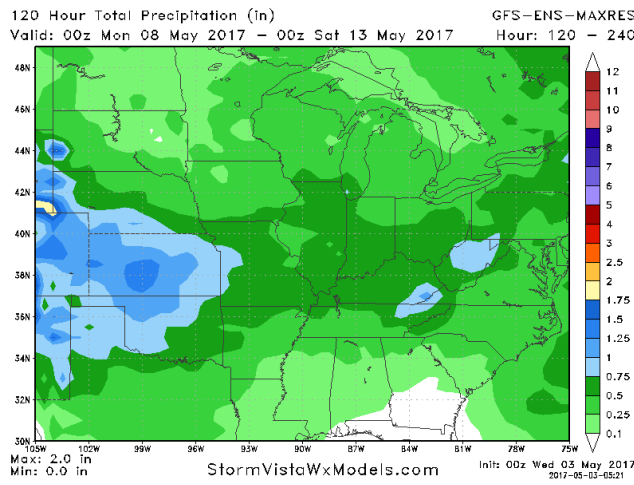 120 Hour Total Precipitation (in) GFS-ENS-MAXRES
Valid: 00z Mon 08 May 2017 - 00z Sat 13 May 2017 Hour: 120 - 240
48N
46N
44N
42N
40N
38N
36N
34N
32N
30N
105W 102W 99W 96W 93W 90W 87W 84W 81W 78W 75W
12
11
10
9
8
7
6
5
4
3
2.5
2
1.75
1.5
1.25
1
0.75
0.5
0.25
0.1
Max: 2.0 in
Min: 0.0 in
StormVistaWxModels.com
Init: 00z Wed 03 May 2017
2017-05-03-05:21